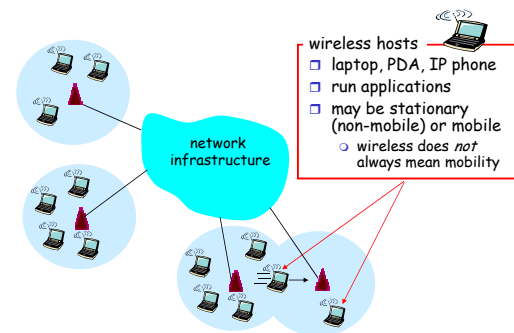 wireless hosts
laptop, PDA, IP phone
run applications
may be stationary
(non-mobile) or mobile
wireless does not
always mean mobility
network
infrastructure